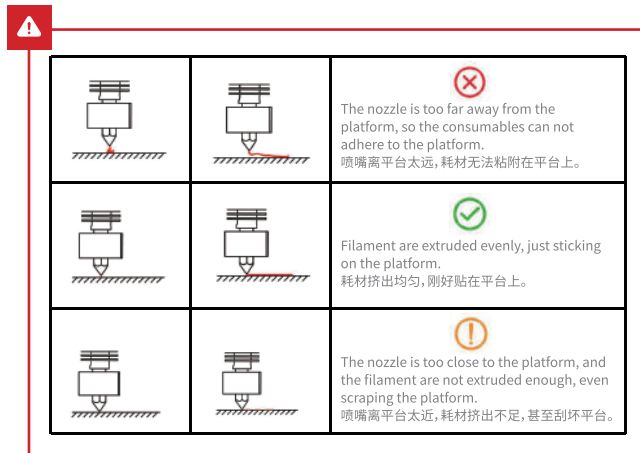 The nozzle is too far away from the
platform, so the consumables can not
adhere to the platform.
喷嘴离平台太远，耗材无法粘附在平台上。
Filament are extruded evenly, just sticking
on the platform.
耗材挤出均匀，刚好贴在平台上。
The nozzle is too close to the platform, and
the filament are not extruded enough, even
scraping the platform.
喷嘴离平台太近，耗材挤出不足，甚至刮坏平台。